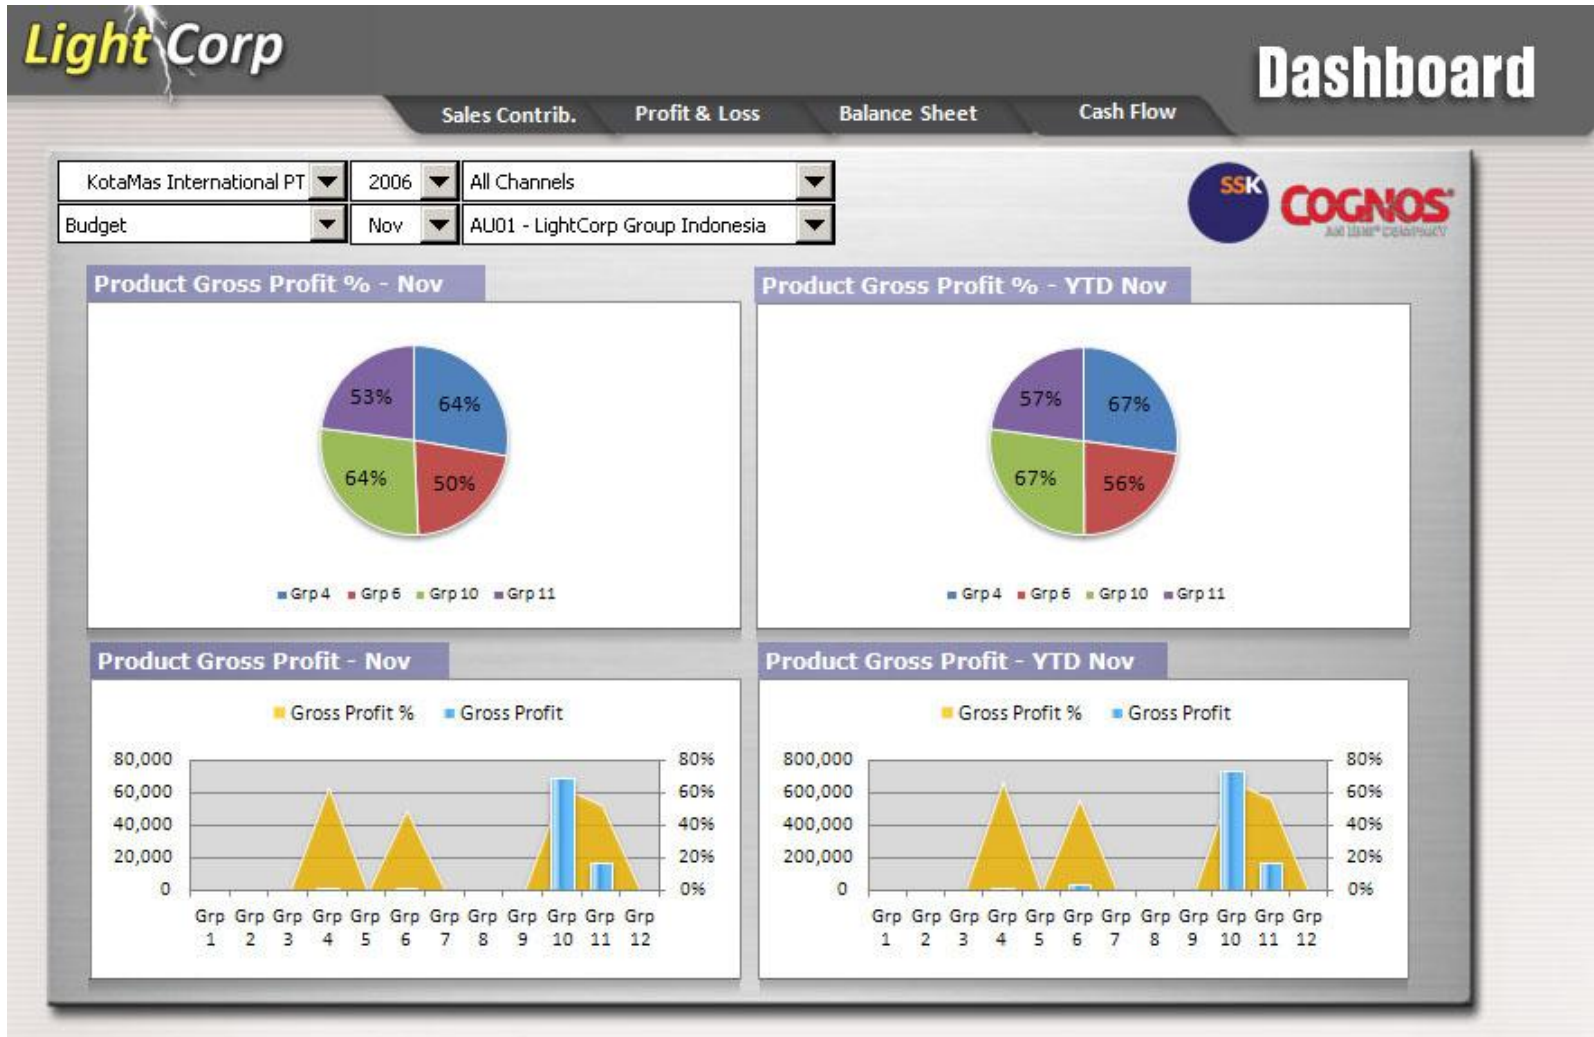 Light Corp
Dashboard
Sales Contrib. Profit & Loss Balance Sheet Cash Flow
KotaMas International PT 2006 All Channels
Budget Nov AU01 - LightCorp Group Indonesia
SSK
COGNOS®
AN IBM® COMPANY
Product Gross Profit % - Nov
53% 64%
64% 50%
Grp 4 Grp 6 Grp 10 Grp 11
Product Gross Profit % - YTD Nov
57% 67%
67% 56%
Grp 4 Grp 6 Grp 10 Grp 11
Product Gross Profit - Nov
Gross Profit % Gross Profit
80,000 80%
60,000 60%
40,000 40%
20,000 20%
0 0%
Grp Grp Grp Grp Grp Grp Grp Grp Grp Grp Grp Grp
1 2 3 4 5 6 7 8 9 10 11 12
Product Gross Profit - YTD Nov
Gross Profit % Gross Profit
800,000 80%
600,000 60%
400,000 40%
200,000 20%
0 0%
Grp Grp Grp Grp Grp Grp Grp Grp Grp Grp Grp Grp
1 2 3 4 5 6 7 8 9 10 11 12